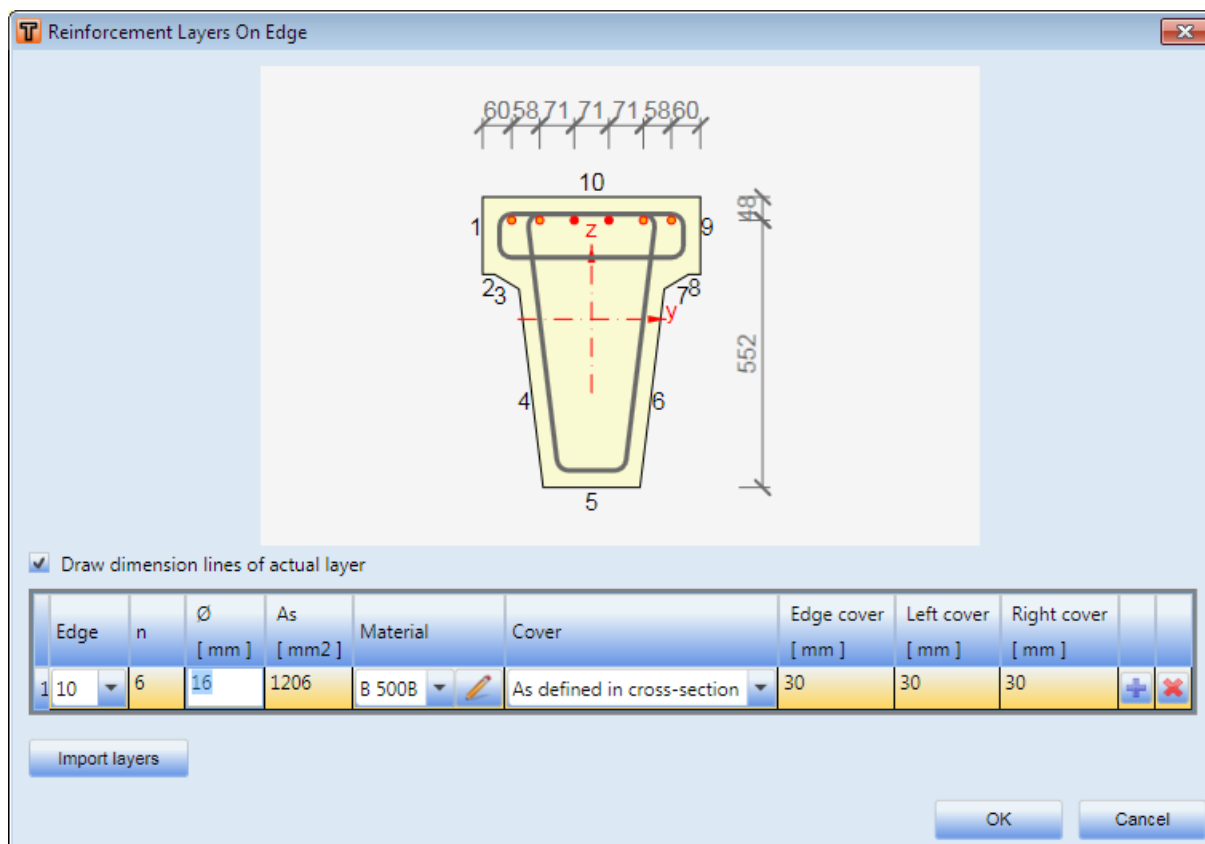 Reinforcement Layers On Edge
60 58 71 71 71 58 60
10
48
1 z 9
2 3 7 8
y
552
4 6
5
Draw dimension lines of actual layer
Edge n Ø [ mm ] As [ mm2 ] Material Cover Edge cover [ mm ] Left cover [ mm ] Right cover [ mm ]
1 10 6 16 1206 B 500B As defined in cross-section 30 30 30
Import layers
OK Cancel